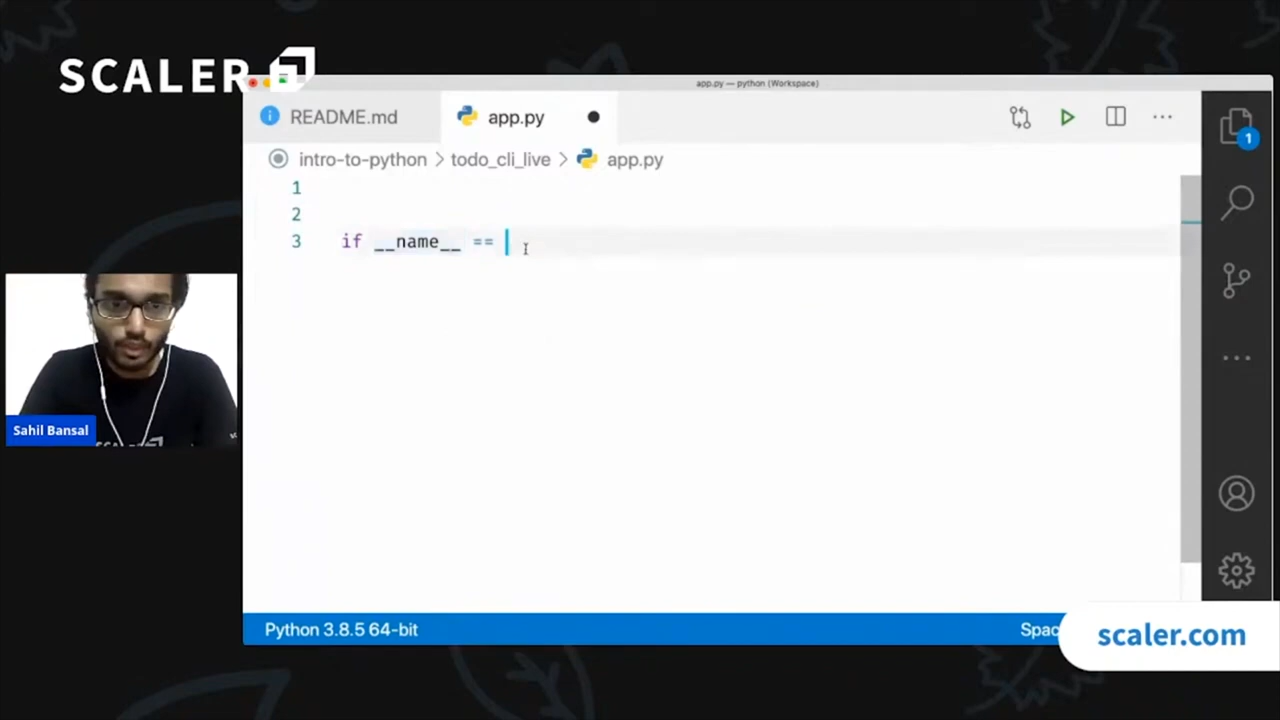 SCALER
app.py — python (Workspace)
README.md
app.py
intro-to-python > todo_cli_live > app.py
1
1
2
3 if __name__ ==
Sahil Bansal
Python 3.8.5 64-bit
scaler.com